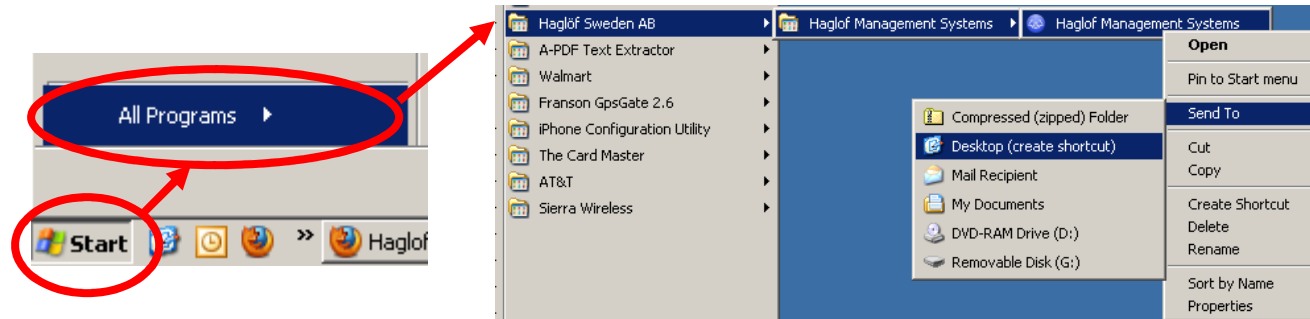 All Programs
Start
»
Haglof
Haglöf Sweden AB
A-PDF Text Extractor
Walmart
Franson GpsGate 2.6
iPhone Configuration Utility
The Card Master
AT&T
Sierra Wireless
Haglof Management Systems
Haglof Management Systems
Open
Pin to Start menu
Send To
Cut
Copy
Create Shortcut
Delete
Rename
Sort by Name
Properties
Compressed (zipped) Folder
Desktop (create shortcut)
Mail Recipient
My Documents
DVD-RAM Drive (D:)
Removable Disk (G:)